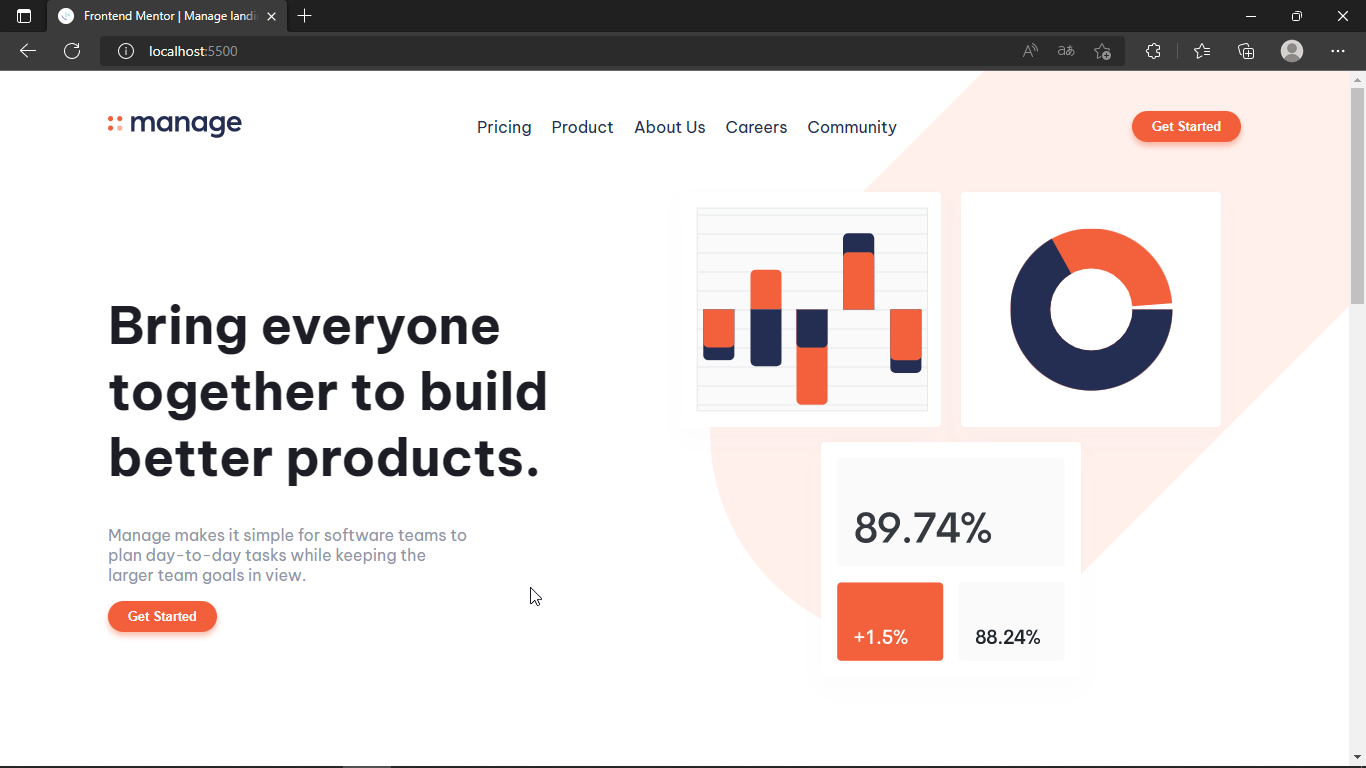 Frontend Mentor | Manage landi
localhost:5500
manage
Pricing Product About Us Careers Community
Get Started
Bring everyone
together to build
better products.
Manage makes it simple for software teams to
plan day-to-day tasks while keeping the
larger team goals in view.
Get Started
89.74%
+1.5%
88.24%